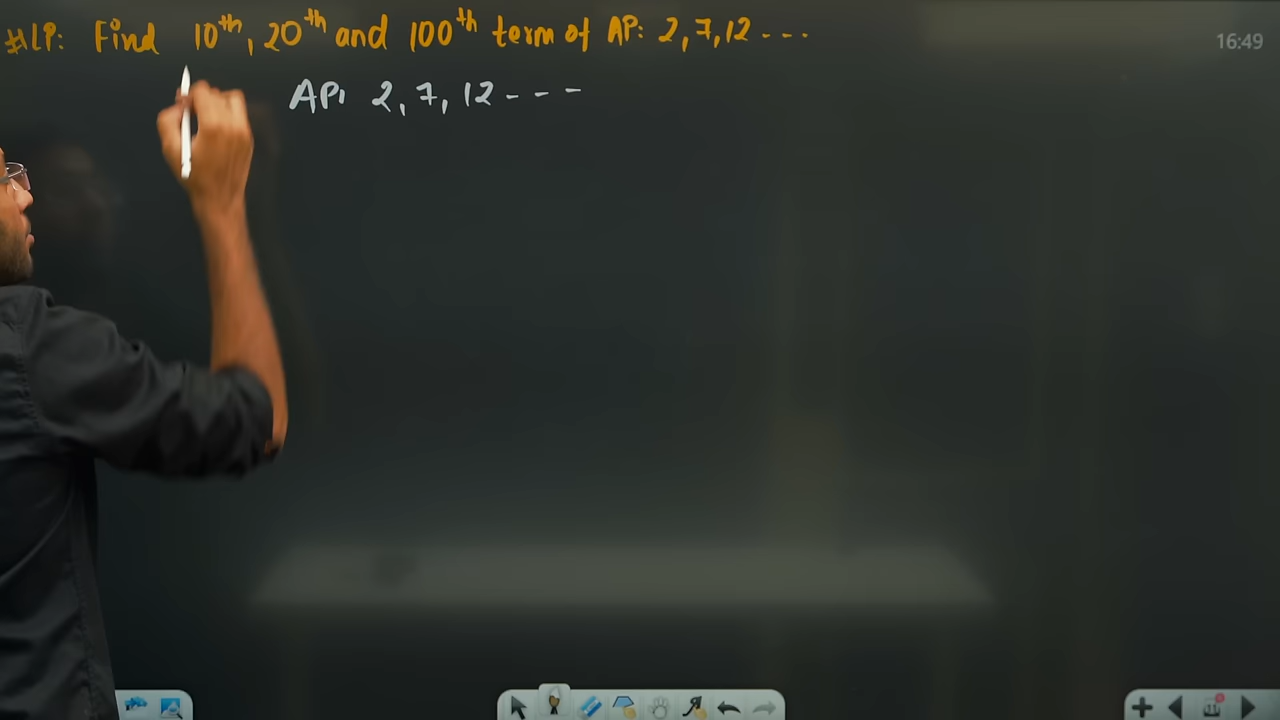 #LP: Find 10th, 20th and 100th term of AP: 2, 7, 12 ---
16:49
AP: 2, 7, 12 - - -